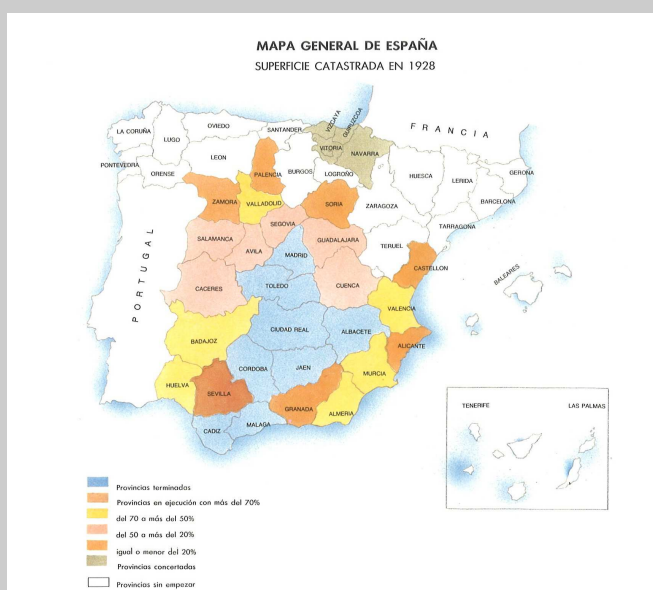 MAPA GENERAL DE ESPAÑA
SUPERFICIE CATASTRADA EN 1928
VIZCAYA
GUIPUZCOA
FRANCIA
LA CORUÑA
LUGO
OVIEDO
SANTANDER
VITORIA
NAVARRA
PONTEVEDRA
ORENSE
LEON
PALENCIA
BURGOS
LOGROÑO
HUESCA
LERIDA
GERONA
BARCELONA
ZAMORA
VALLADOLID
SORIA
ZARAGOZA
TARRAGONA
SEGOVIA
SALAMANCA
AVILA
MADRID
GUADALAJARA
TERUEL
PORTUGAL
CASTELLON
BALEARES
CACERES
TOLEDO
CUENCA
VALENCIA
BADAJOZ
CIUDAD REAL
ALBACETE
ALICANTE
CORDOBA
JAEN
MURCIA
HUELVA
SEVILLA
GRANADA
ALMERIA
CADIZ
MALAGA
TENERIFE
LAS PALMAS
Provincias terminadas
Provincias en ejecución con más del 70%
del 70 a más del 50%
del 50 a más del 20%
igual o menor del 20%
Provincias concertadas
Provincias sin empezar